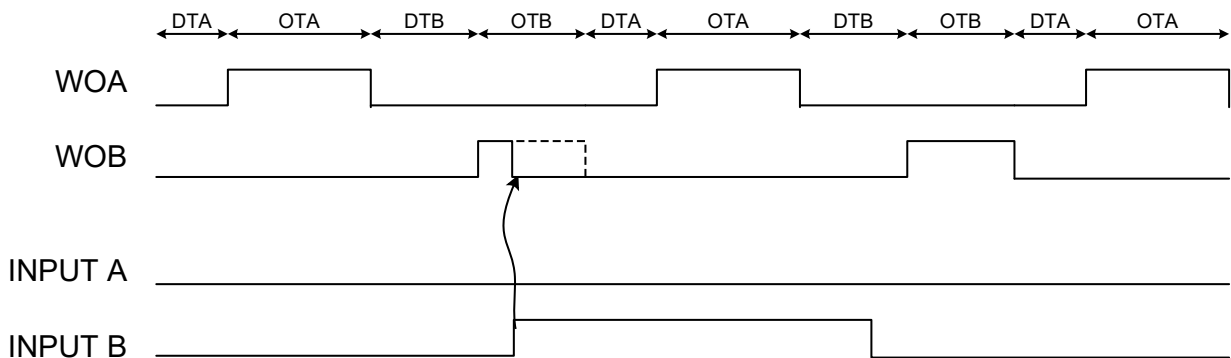 DTA OTA DTB OTB DTA OTA DTB OTB DTA OTA
WOA
WOB
INPUT A
INPUT B